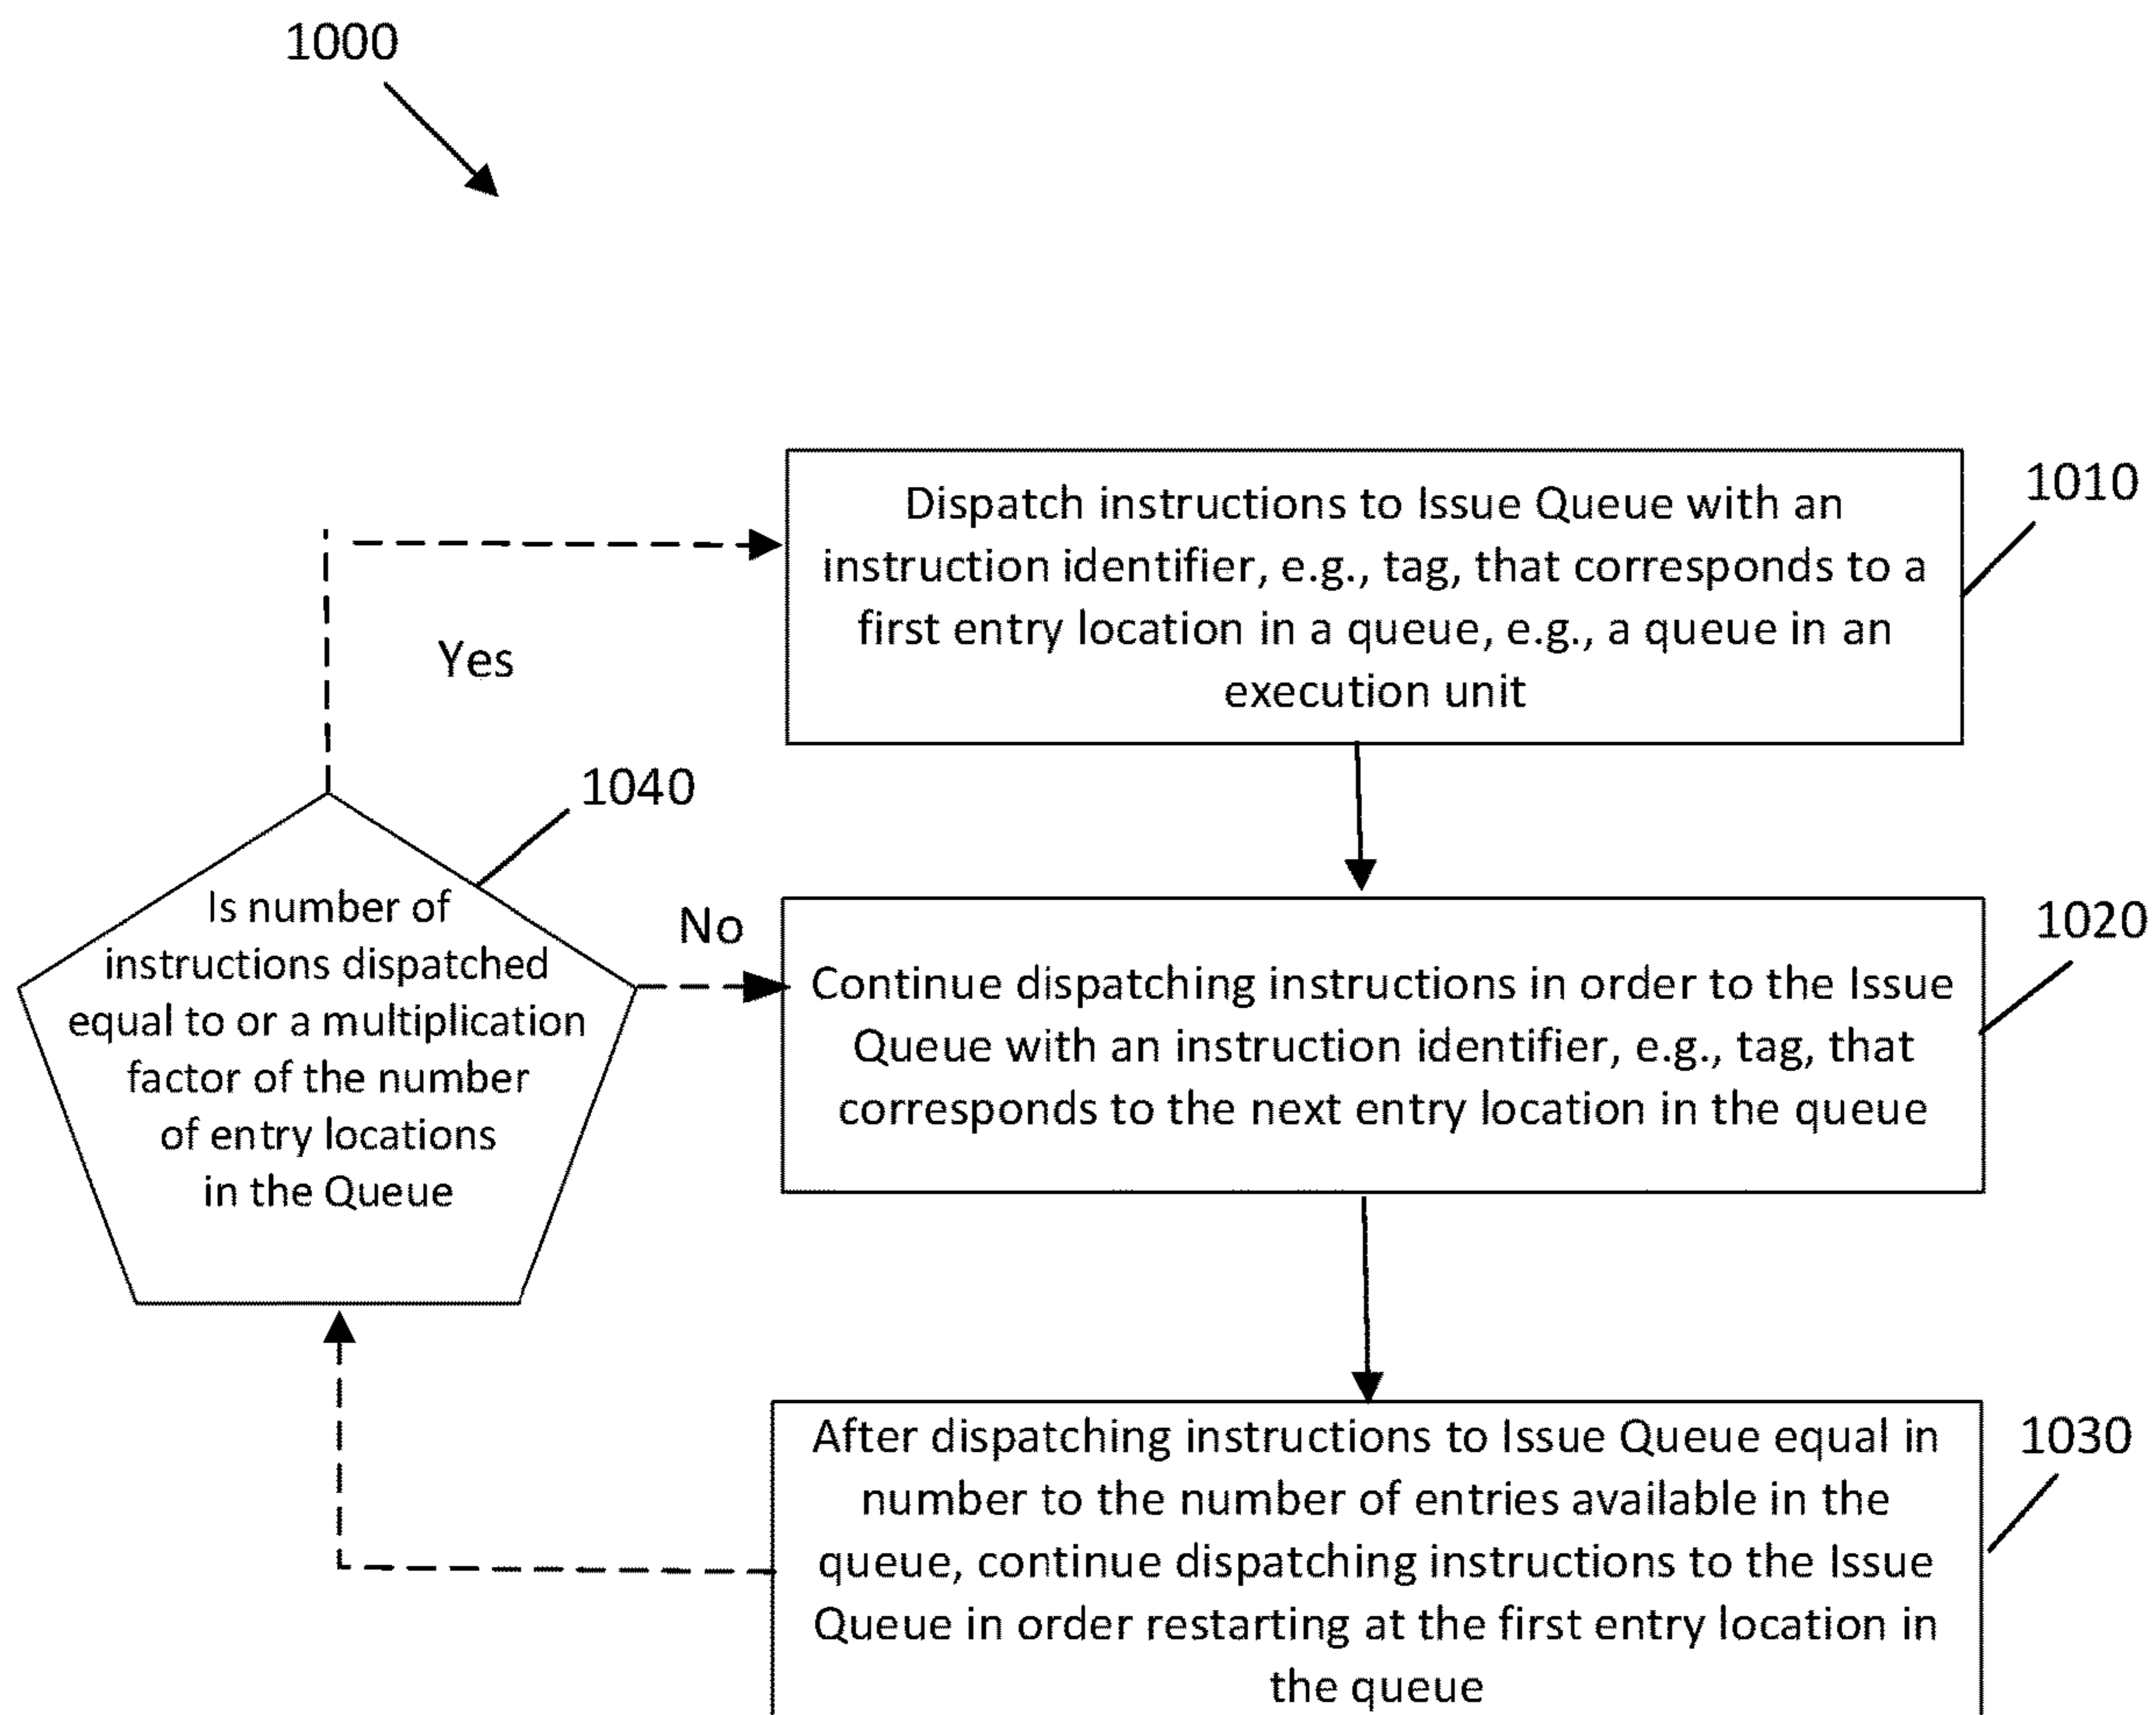 1000
Dispatch instructions to Issue Queue with an
instruction identifier, e.g., tag, that corresponds to a
first entry location in a queue, e.g., a queue in an
execution unit
1010
Yes
1040
Is number of
instructions dispatched
equal to or a multiplication
factor of the number
of entry locations
in the Queue
No
Continue dispatching instructions in order to the Issue
Queue with an instruction identifier, e.g., tag, that
corresponds to the next entry location in the queue
1020
After dispatching instructions to Issue Queue equal in
number to the number of entries available in the
queue, continue dispatching instructions to the Issue
Queue in order restarting at the first entry location in
the queue
1030